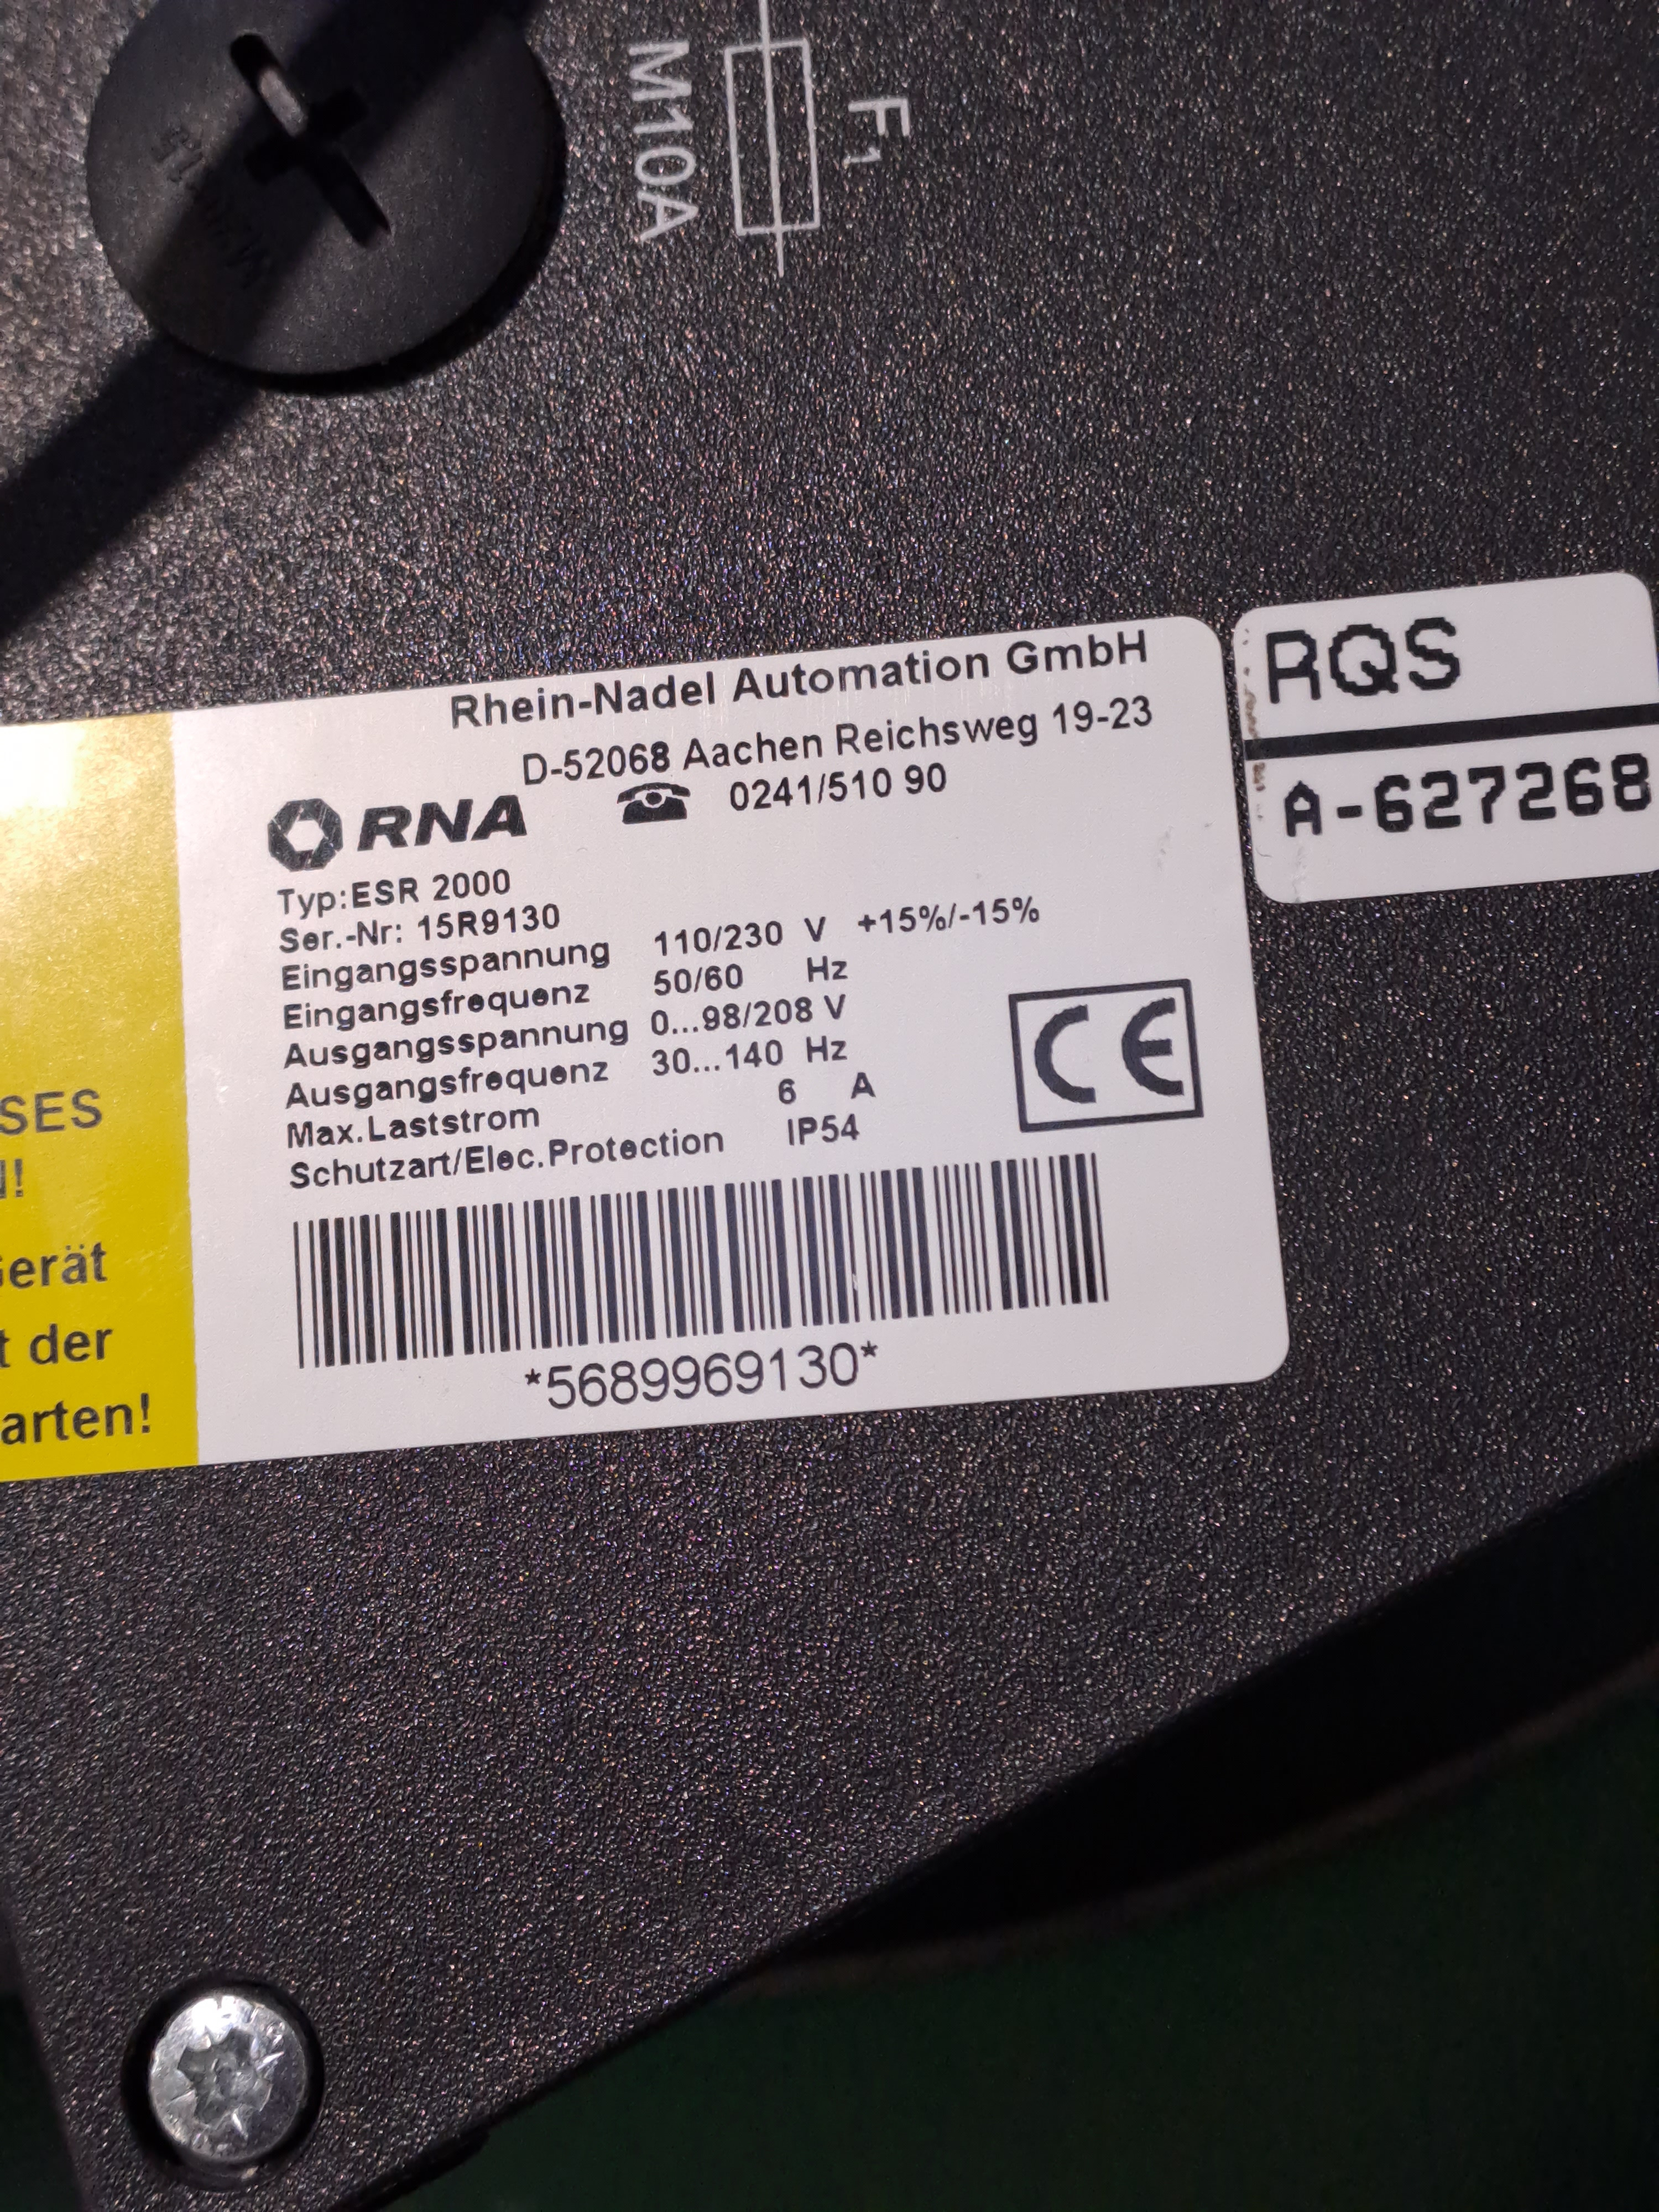 F1
M10A
Rhein-Nadel Automation GmbH
D-52068 Aachen Reichsweg 19-23
0241/510 90
RNA
Typ:ESR 2000
Ser.-Nr: 15R9130
Eingangsspannung 110/230 V +15%/-15%
Eingangsfrequenz 50/60 Hz
Ausgangsspannung 0...98/208 V
Ausgangsfrequenz 30...140 Hz
Max.Laststrom 6 A
Schutzart/Elec.Protection IP54
CE
*5689969130*
RQS
A-627268
SES
!
erät
t der
arten!